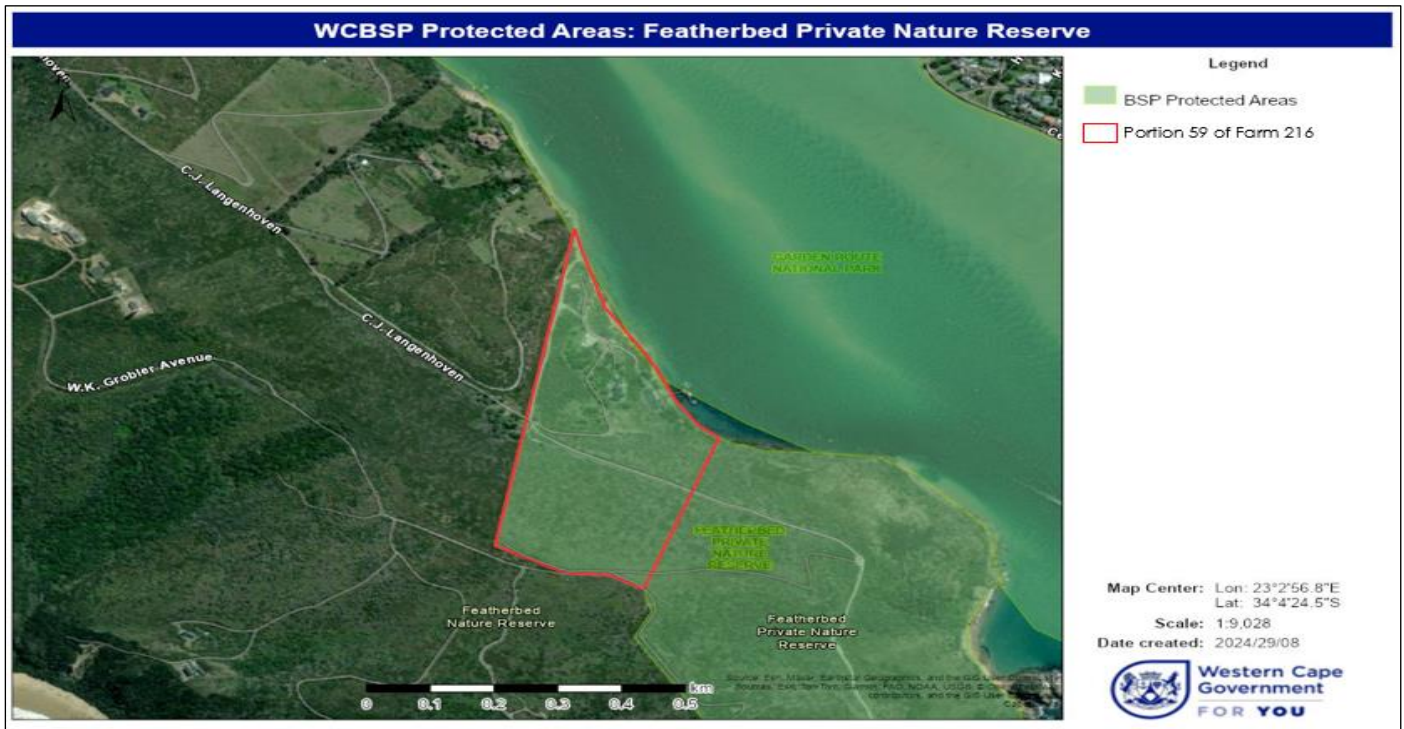 WCBSP Protected Areas: Featherbed Private Nature Reserve
Legend
BSP Protected Areas
Portion 59 of Farm 216
C.J. Langenhoven
GARDEN ROUTE
NATIONAL PARK
C.J. Langenhoven
W.K. Grobler Avenue
FEATHERBED
PRIVATE
NATURE
RESERVE
Featherbed
Nature Reserve
Featherbed
Private Nature
Reserve
km
0 0.1 0.2 0.3 0.4 0.5
Map Center: Lon: 23°2'56.8"E
Lat: 34°4'24.5"S
Scale: 1:9,028
Date created: 2024/29/08
Western Cape
Government
FOR YOU